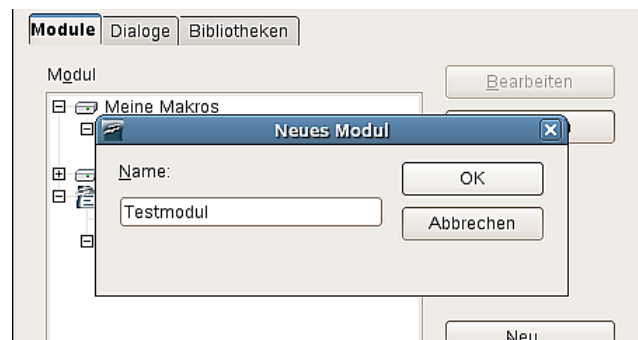 Module Dialoge Bibliotheken
Modul
Bearbeiten
Meine Makros
Neues Modul
Name:
OK
Testmodul
Abbrechen
Neu...